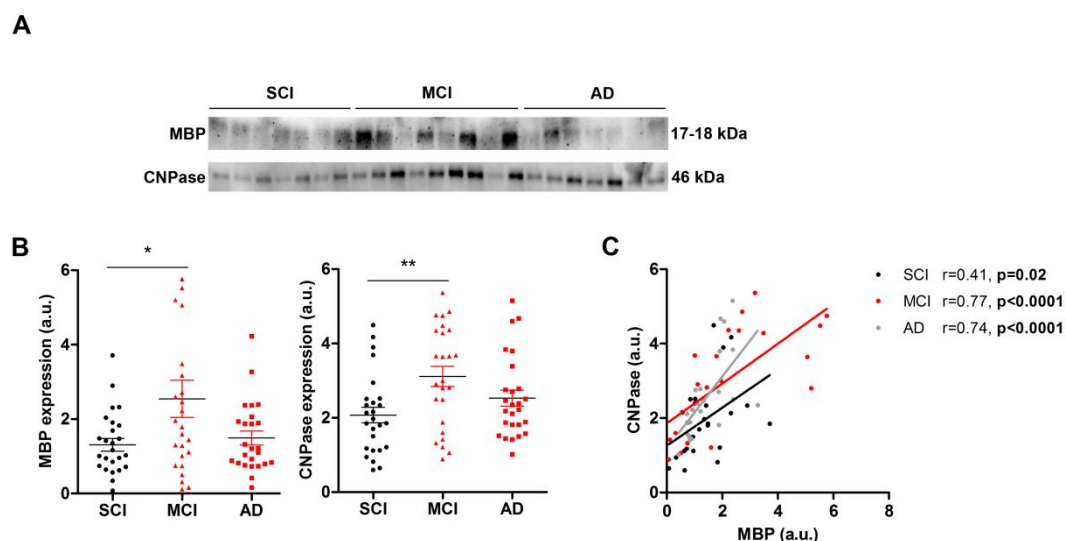 A
SCI MCI AD
MBP 17-18 kDa
CNPase 46 kDa
B
MBP expression (a.u.)
6
4
2
0
*
SCI MCI AD
CNPase expression (a.u.)
6
4
2
0
**
SCI MCI AD
C
CNPase (a.u.)
6
4
2
0
0 2 4 6 8
MBP (a.u.)
SCI r=0.41, p=0.02
MCI r=0.77, p<0.0001
AD r=0.74, p<0.0001